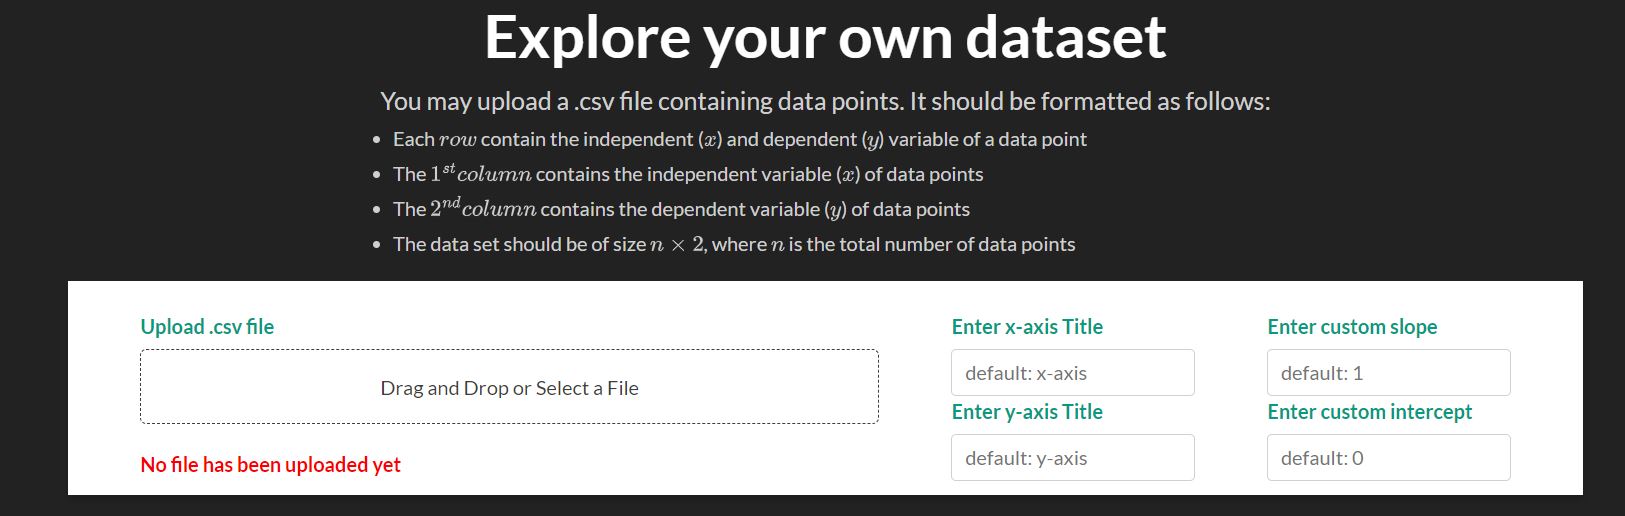 Explore your own dataset
You may upload a .csv file containing data points. It should be formatted as follows:
• Each row contain the independent (x) and dependent (y) variable of a data point
• The 1st column contains the independent variable (x) of data points
• The 2nd column contains the dependent variable (y) of data points
• The data set should be of size n × 2, where n is the total number of data points
Upload .csv file
Drag and Drop or Select a File
No file has been uploaded yet
Enter x-axis Title
default: x-axis
Enter y-axis Title
default: y-axis
Enter custom slope
default: 1
Enter custom intercept
default: 0